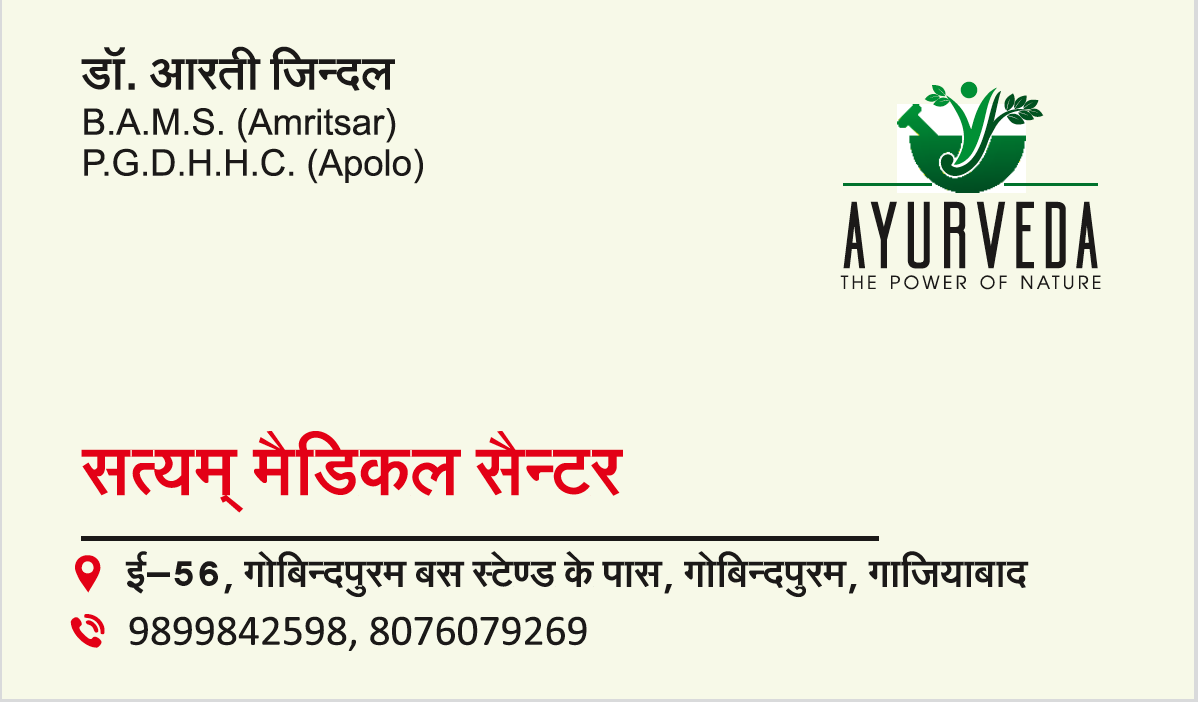 डॉ. आरती जिन्दल
B.A.M.S. (Amritsar)
P.G.D.H.H.C. (Apolo)
AYURVEDA
THE POWER OF NATURE
सत्यम् मैडिकल सैन्टर
ई–56, गोबिन्दपुरम बस स्टेण्ड के पास, गोबिन्दपुरम, गाजियाबाद
9899842598, 8076079269